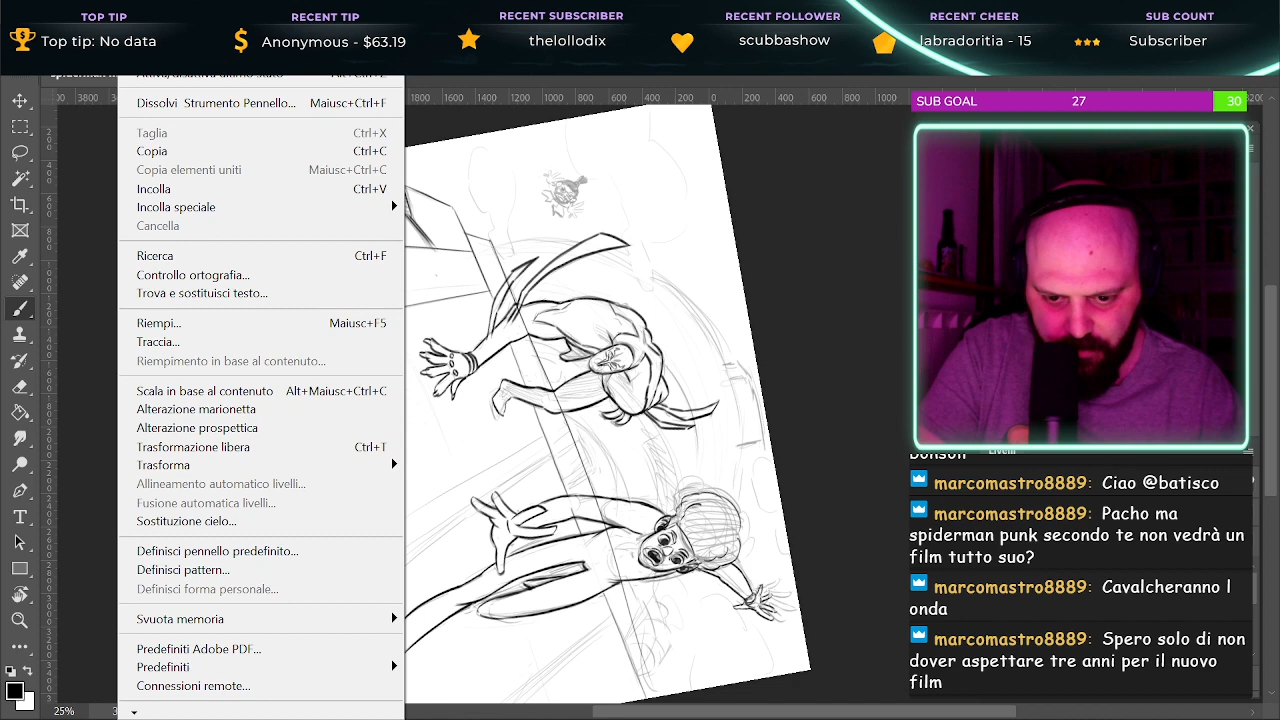 TOP TIP
Top tip: No data
RECENT TIP
Anonymous - $63.19
RECENT SUBSCRIBER
thelollodix
RECENT FOLLOWER
scubbashow
RECENT CHEER
labradoritia - 15
SUB COUNT
Subscriber
SUB GOAL 27 30
Dissolvi Strumento Pennello... Maiusc+Ctrl+F
Taglia Ctrl+X
Copia Ctrl+C
Copia elementi uniti Maiusc+Ctrl+C
Incolla Ctrl+V
Incolla speciale
Cancella
Ricerca Ctrl+F
Controllo ortografia...
Trova e sostituisci testo...
Riempi... Maiusc+F5
Traccia...
Riempimento in base al contenuto...
Scala in base al contenuto Alt+Maiusc+Ctrl+C
Alterazione marionetta
Alterazione prospettica
Trasformazione libera Ctrl+T
Trasforma
Allineamento automatico livelli...
Fusione automatica livelli...
Sostituzione cielo...
Definisci pennello predefinito...
Definisci pattern...
Definisci forma personale...
Svuota memoria
Predefiniti Adobe PDF...
Predefiniti
Connessioni remote...
25%
Livelli
marcomastro8889: Ciao @batisco
marcomastro8889: Pacho ma
spiderman punk secondo te non vedrà un
film tutto suo?
marcomastro8889: Cavalcheranno l
onda
marcomastro8889: Spero solo di non
dover aspettare tre anni per il nuovo
film